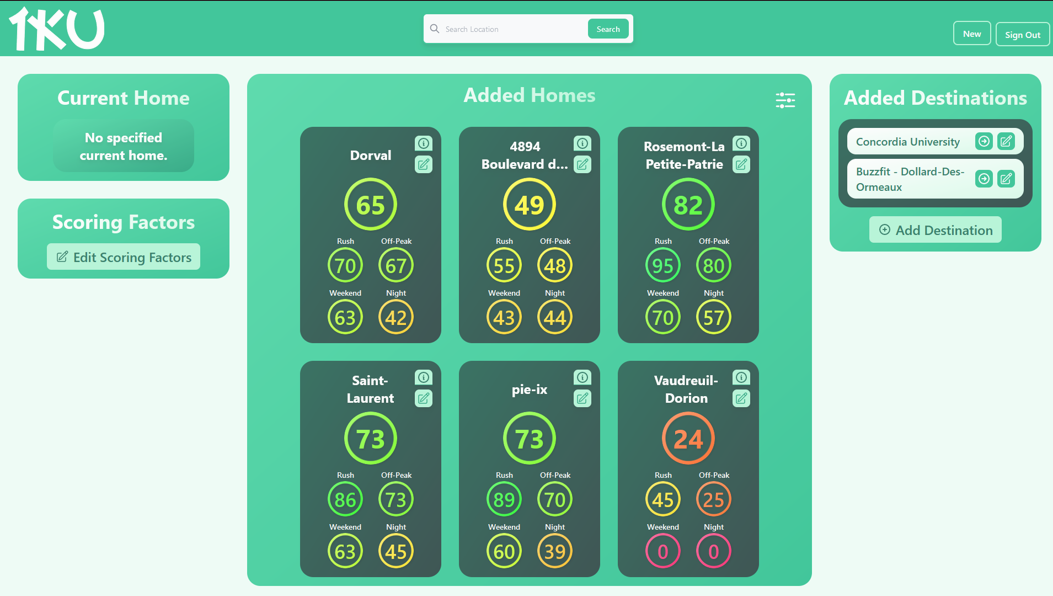 1KU
Search Location
Search
New
Sign Out
Current Home
No specified
current home.
Scoring Factors
Edit Scoring Factors
Added Homes
Dorval
65
Rush Off-Peak
70 67
Weekend Night
63 42
4894
Boulevard d...
49
Rush Off-Peak
55 48
Weekend Night
43 44
Rosemont-La
Petite-Patrie
82
Rush Off-Peak
95 80
Weekend Night
70 57
Saint-
Laurent
73
Rush Off-Peak
86 73
Weekend Night
63 45
pie-ix
73
Rush Off-Peak
89 70
Weekend Night
60 39
Vaudreuil-
Dorion
24
Rush Off-Peak
45 25
Weekend Night
0 0
Added Destinations
Concordia University
Buzzfit - Dollard-Des-
Ormeaux
Add Destination